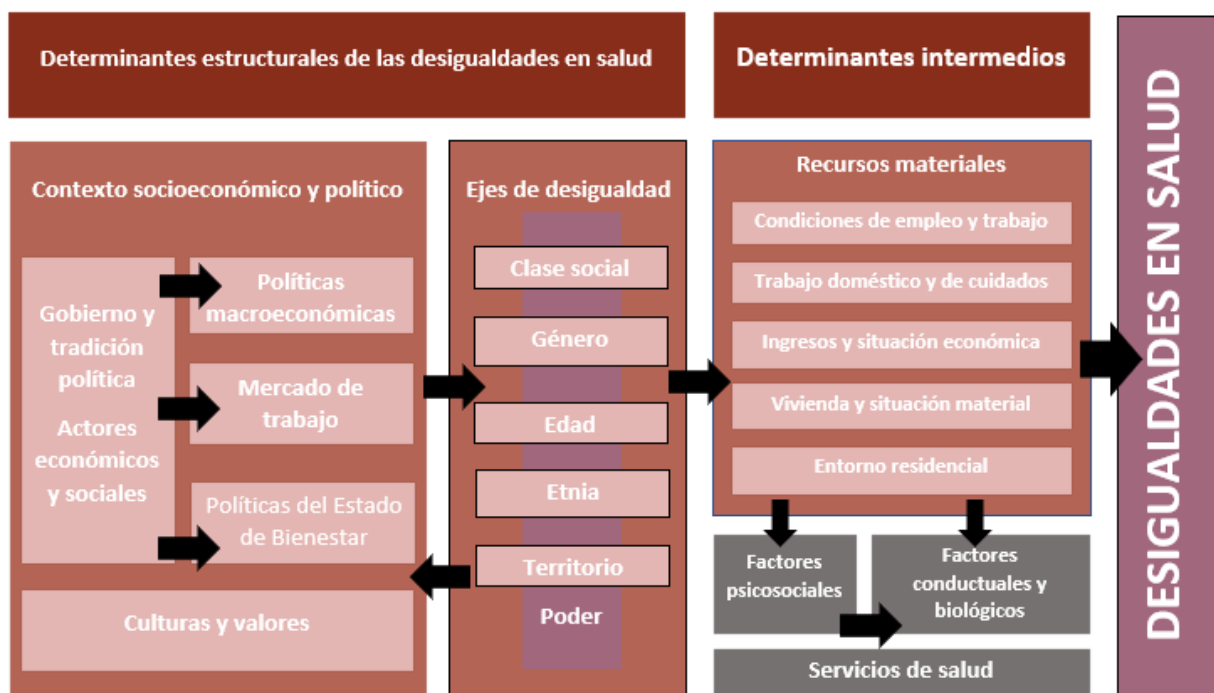 Determinantes estructurales de las desigualdades en salud
Determinantes intermedios
Contexto socioeconómico y político
Gobierno y
tradición
política
Actores
económicos
y sociales
Políticas
macroeconómicas
Mercado de
trabajo
Políticas del Estado
de Bienestar
Culturas y valores
Ejes de desigualdad
Clase social
Género
Edad
Etnia
Territorio
Poder
Recursos materiales
Condiciones de empleo y trabajo
Trabajo doméstico y de cuidados
Ingresos y situación económica
Vivienda y situación material
Entorno residencial
Factores
psicosociales
Factores
conductuales y
biológicos
Servicios de salud
DESIGUALDADES EN SALUD